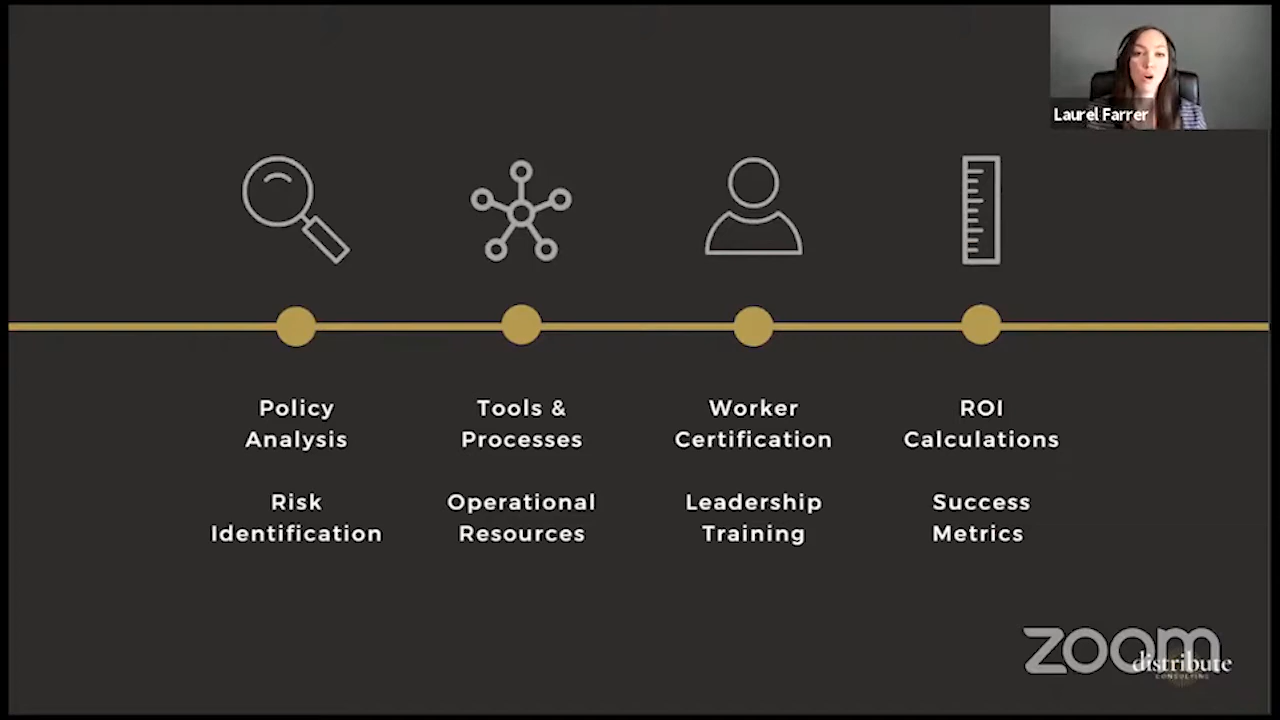 Laurel Farrer
Policy
Analysis
Risk
Identification
Tools &
Processes
Operational
Resources
Worker
Certification
Leadership
Training
ROI
Calculations
Success
Metrics
zoom
distribute
CONSULTING